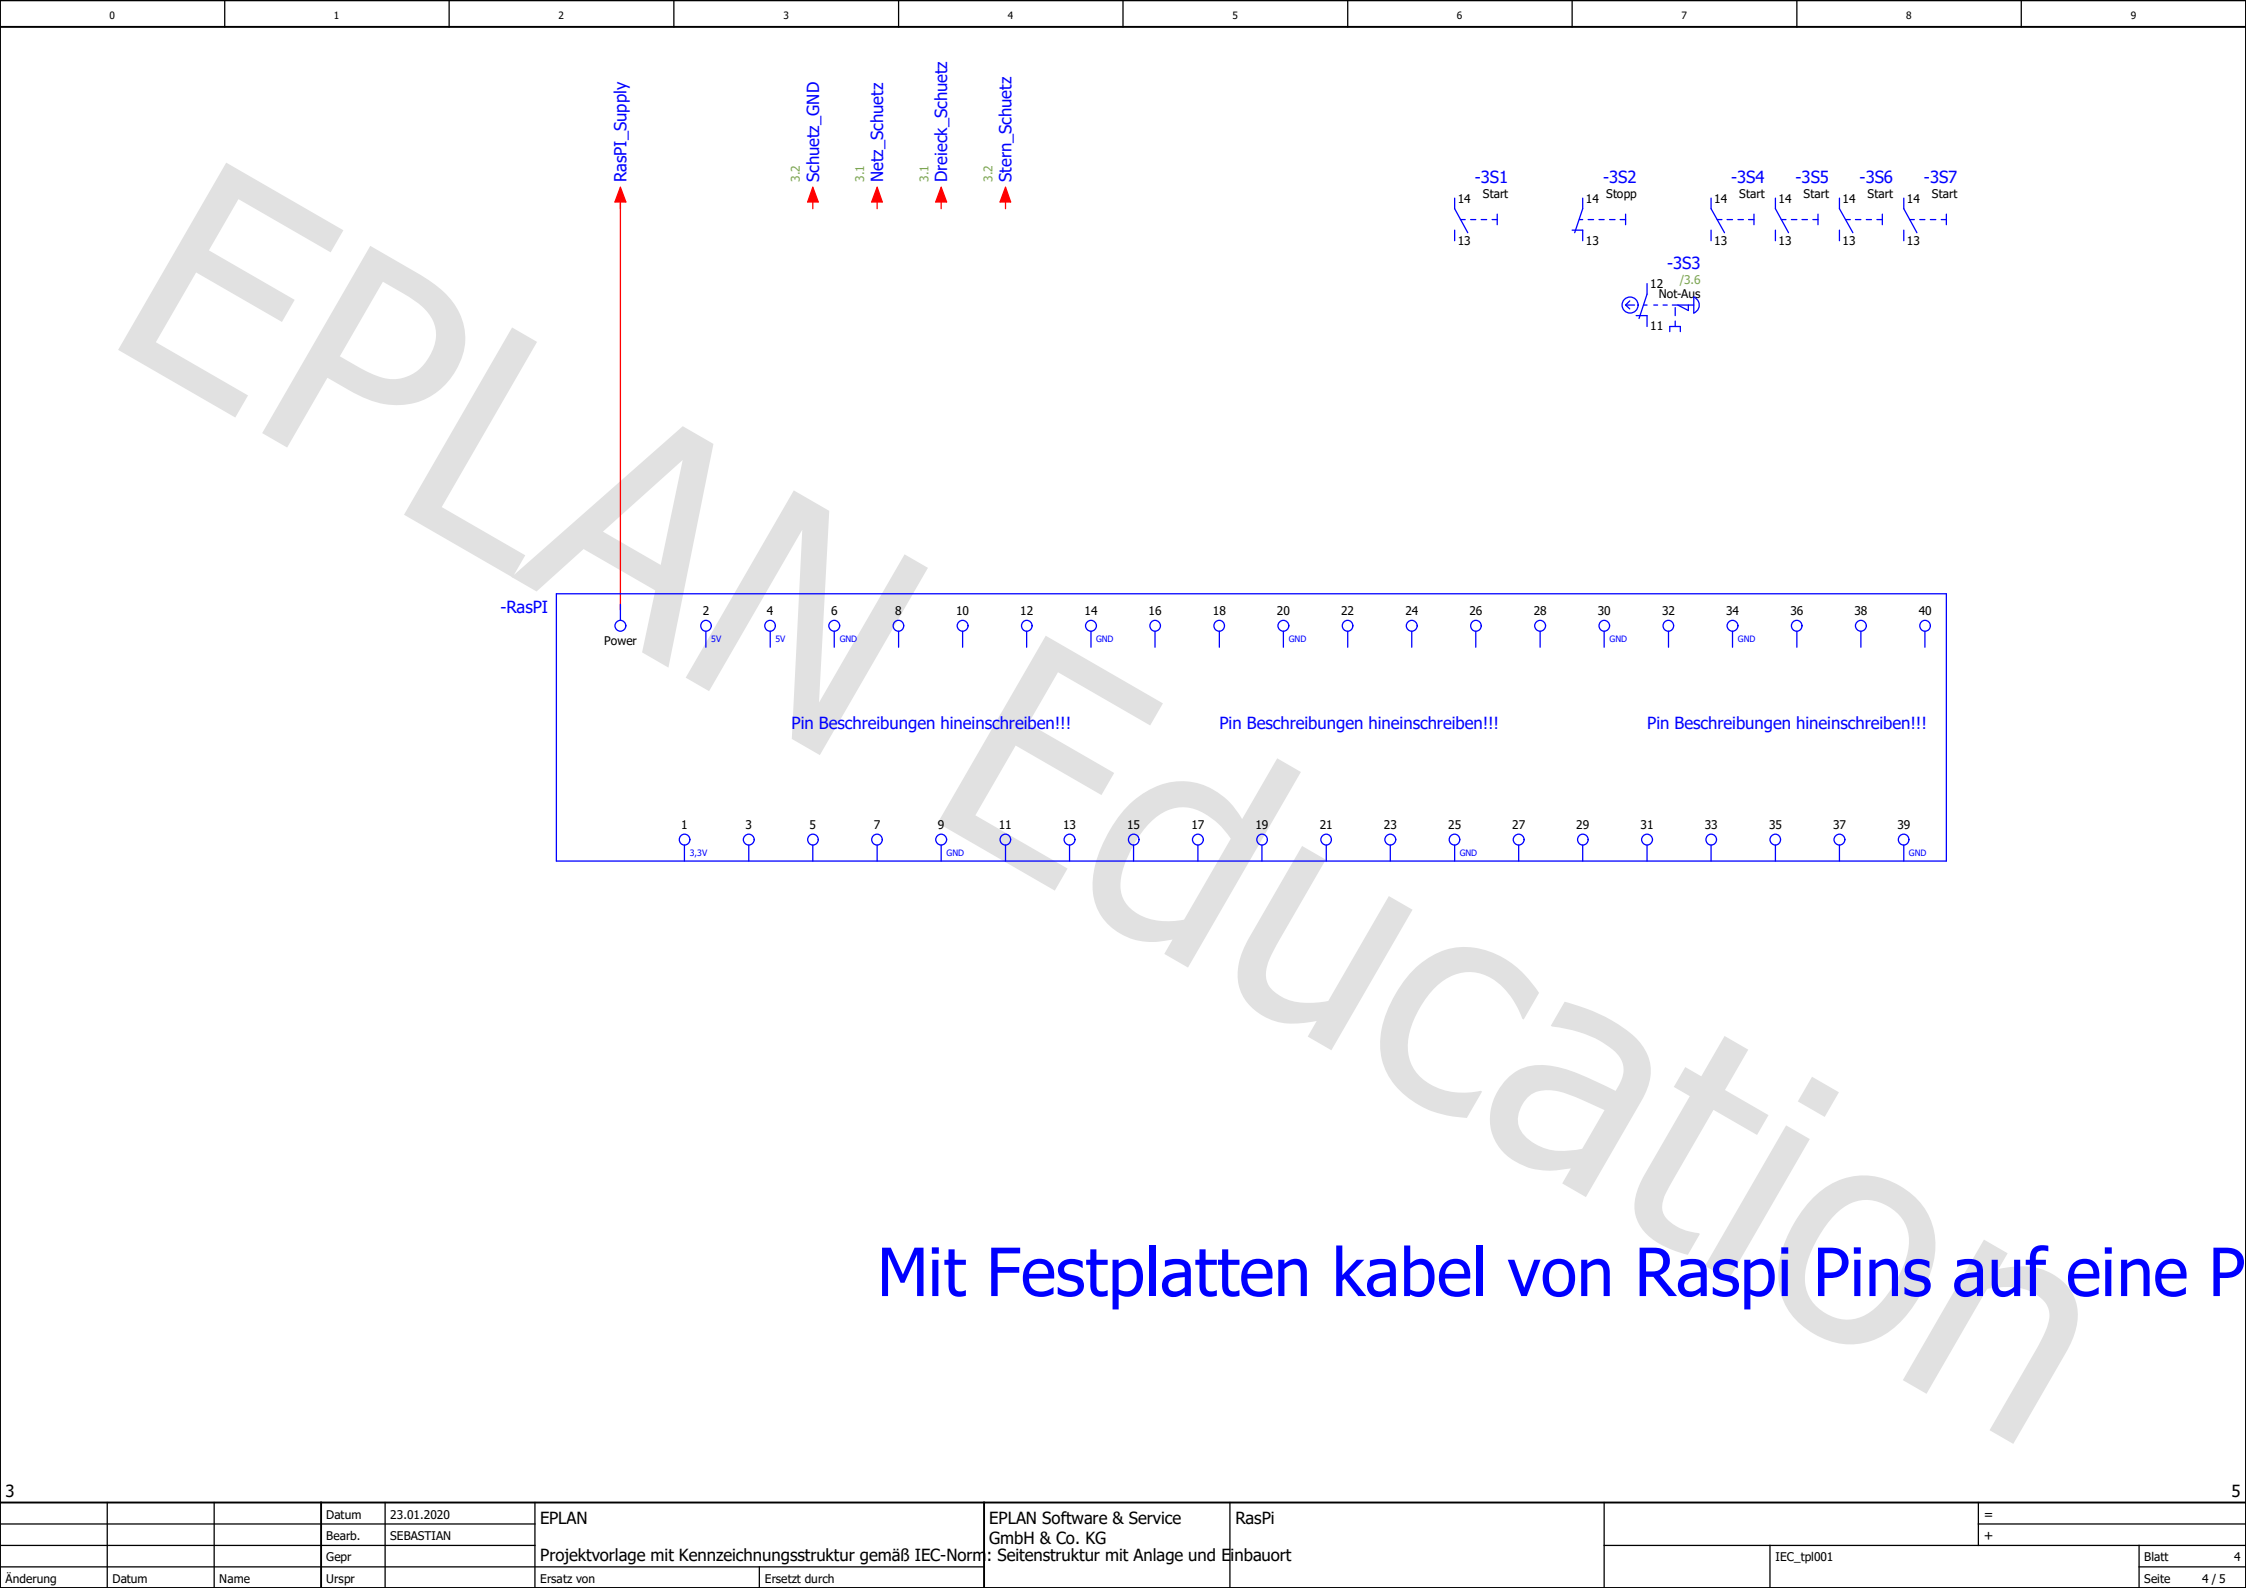 0 1 2 3 4 5 6 7 8 9
RasPI_Supply
3.2 Schuetz_GND
3.1 Netz_Schuetz
3.1 Dreieck_Schuetz
3.2 Stern_Schuetz
-3S1 -3S2 -3S4 -3S5 -3S6 -3S7
14 Start 14 Stopp 14 Start 14 Start 14 Start 14 Start
13 13 13 13 13 13
-3S3
/3.6
12 Not-Aus
11
-RasPI
2 4 6 8 10 12 14 16 18 20 22 24 26 28 30 32 34 36 38 40
Power 5V 5V GND GND GND GND GND
Pin Beschreibungen hineinschreiben!!! Pin Beschreibungen hineinschreiben!!! Pin Beschreibungen hineinschreiben!!!
1 3 5 7 9 11 13 15 17 19 21 23 25 27 29 31 33 35 37 39
3,3V GND GND GND
EPLAN Education
Mit Festplatten kabel von Raspi Pins auf eine P
3 5
Datum 23.01.2020 EPLAN EPLAN Software & Service RasPi =
Bearb. SEBASTIAN GmbH & Co. KG +
Gepr Projektvorlage mit Kennzeichnungsstruktur gemäß IEC-Norm: Seitenstruktur mit Anlage und Einbauort IEC_tpl001 Blatt 4
Änderung Datum Name Urspr Ersatz von Ersetzt durch Seite 4 / 5